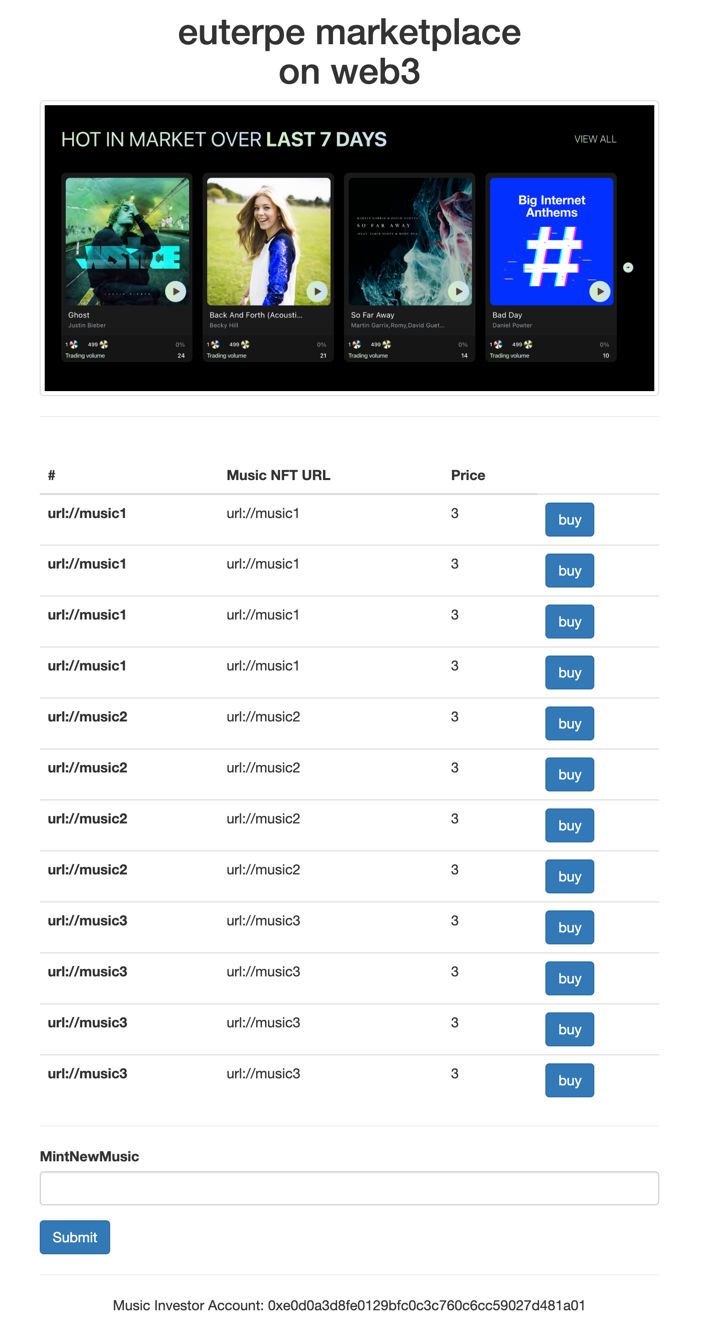 euterpe marketplace
on web3
HOT IN MARKET OVER LAST 7 DAYS
VIEW ALL
JUSTICE
JUSTIN BIEBER
MARTIN GARRIX & DAVID GUETTA
SO FAR AWAY
Big Internet
Anthems
#
Ghost
Justin Bieber
1 499 0%
Trading volume 24
Back And Forth (Acousti...
Becky Hill
1 499 0%
Trading volume 21
So Far Away
Martin Garrix,Romy,David Guet...
1 499 0%
Trading volume 14
Bad Day
Daniel Powter
1 499 0%
Trading volume 10
# Music NFT URL Price
url://music1 url://music1 3 buy
url://music1 url://music1 3 buy
url://music1 url://music1 3 buy
url://music1 url://music1 3 buy
url://music2 url://music2 3 buy
url://music2 url://music2 3 buy
url://music2 url://music2 3 buy
url://music2 url://music2 3 buy
url://music3 url://music3 3 buy
url://music3 url://music3 3 buy
url://music3 url://music3 3 buy
url://music3 url://music3 3 buy
MintNewMusic
Submit
Music Investor Account: 0xe0d0a3d8fe0129bfc0c3c760c6cc59027d481a01